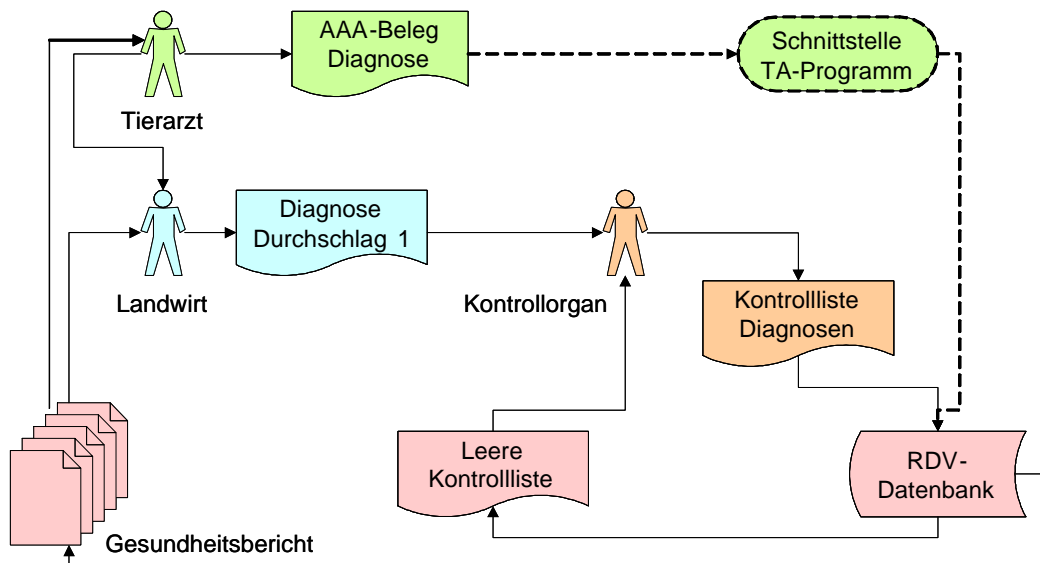 AAA-Beleg
Diagnose
Schnittstelle
TA-Programm
Tierarzt
Diagnose
Durchschlag 1
Landwirt
Kontrollorgan
Kontrollliste
Diagnosen
Leere
Kontrollliste
RDV-
Datenbank
Gesundheitsbericht